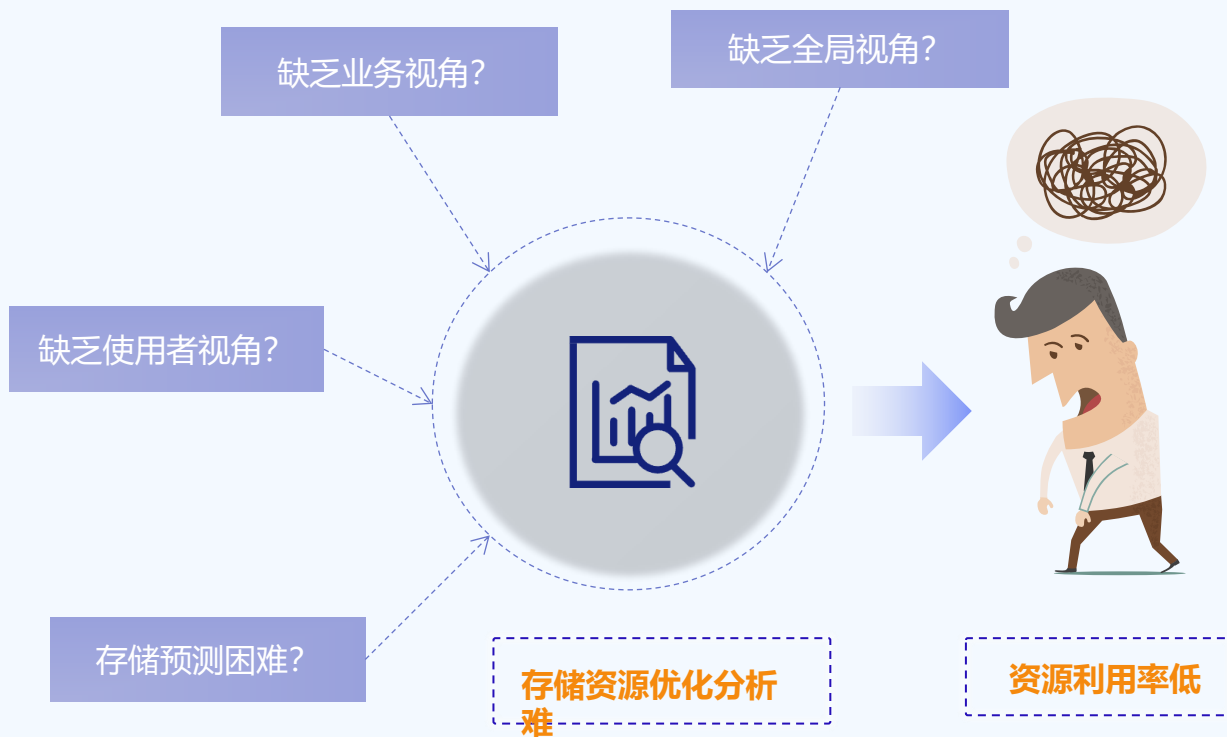 缺乏全局视角?
缺乏业务视角?
缺乏使用者视角?
存储预测困难?
存储资源优化分析
难
资源利用率低